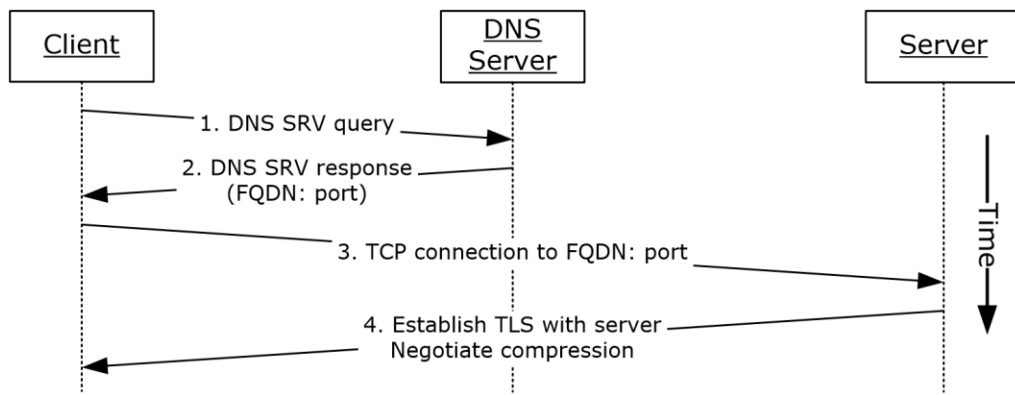 Client
DNS
Server
Server
1. DNS SRV query
2. DNS SRV response
(FQDN: port)
Time
3. TCP connection to FQDN: port
4. Establish TLS with server
Negotiate compression